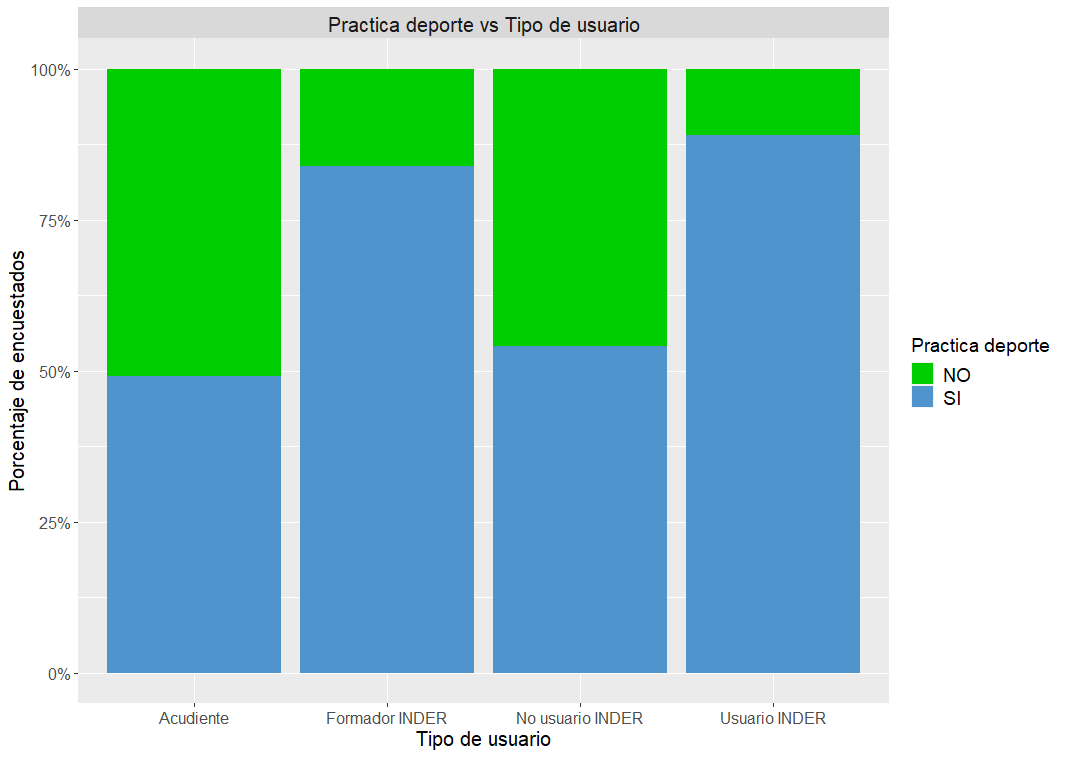 Practica deporte vs Tipo de usuario
Porcentaje de encuestados
100%
75%
50%
25%
0%
Acudiente
Formador INDER
No usuario INDER
Usuario INDER
Tipo de usuario
Practica deporte
NO
SI